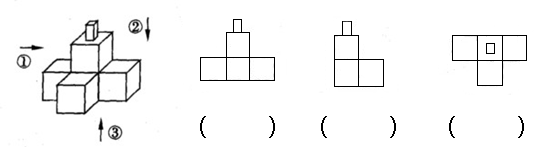 ②
①
③
(    ) (    ) (    )